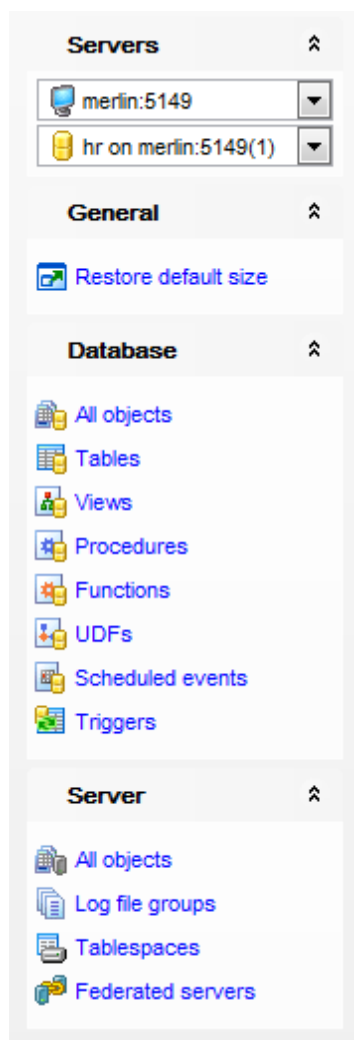 Servers
merlin:5149
hr on merlin:5149(1)
General
Restore default size
Database
All objects
Tables
Views
Procedures
Functions
UDFs
Scheduled events
Triggers
Server
All objects
Log file groups
Tablespaces
Federated servers